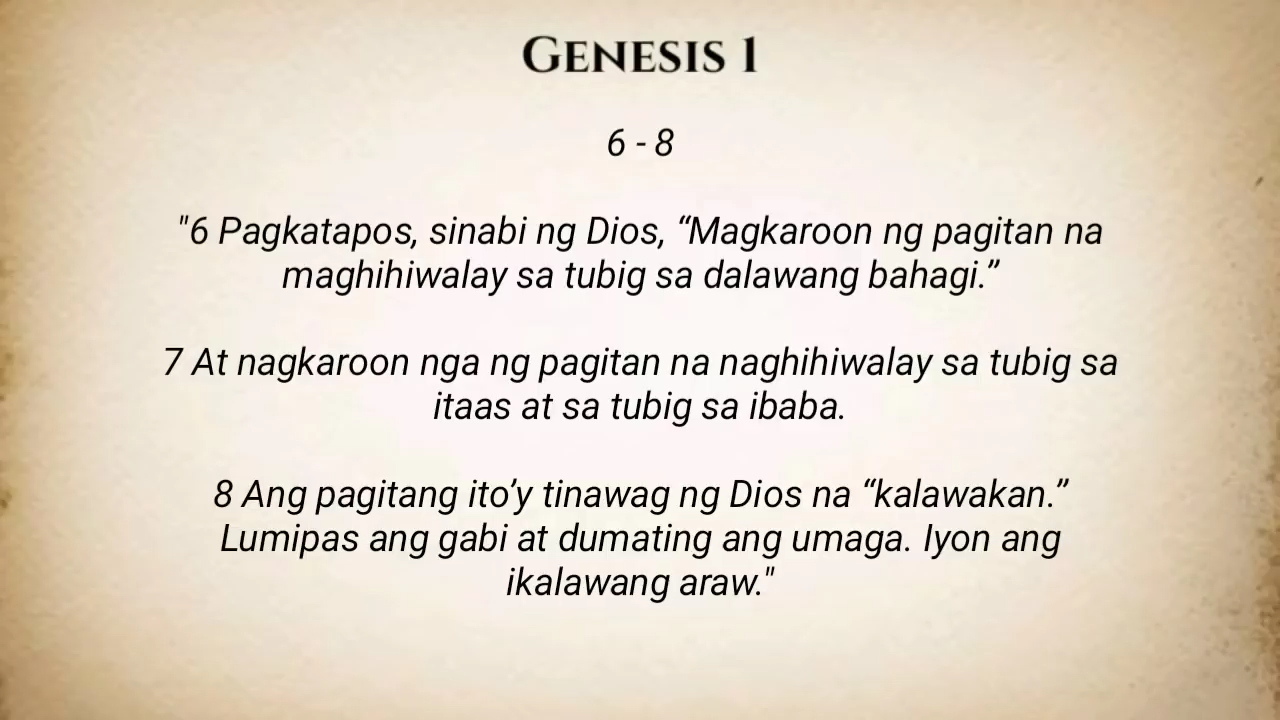 GENESIS 1
6 - 8
"6 Pagkatapos, sinabi ng Dios, “Magkaroon ng pagitan na
maghihiwalay sa tubig sa dalawang bahagi.”
7 At nagkaroon nga ng pagitan na naghihiwalay sa tubig sa
itaas at sa tubig sa ibaba.
8 Ang pagitang ito’y tinawag ng Dios na “kalawakan.”
Lumipas ang gabi at dumating ang umaga. Iyon ang
ikalawang araw."